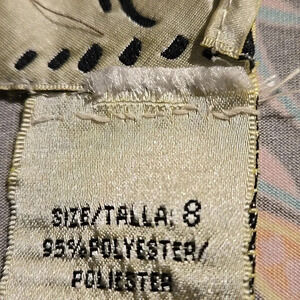 SIZE/TALLA: 8
95% POLYESTER/
POLIESTER